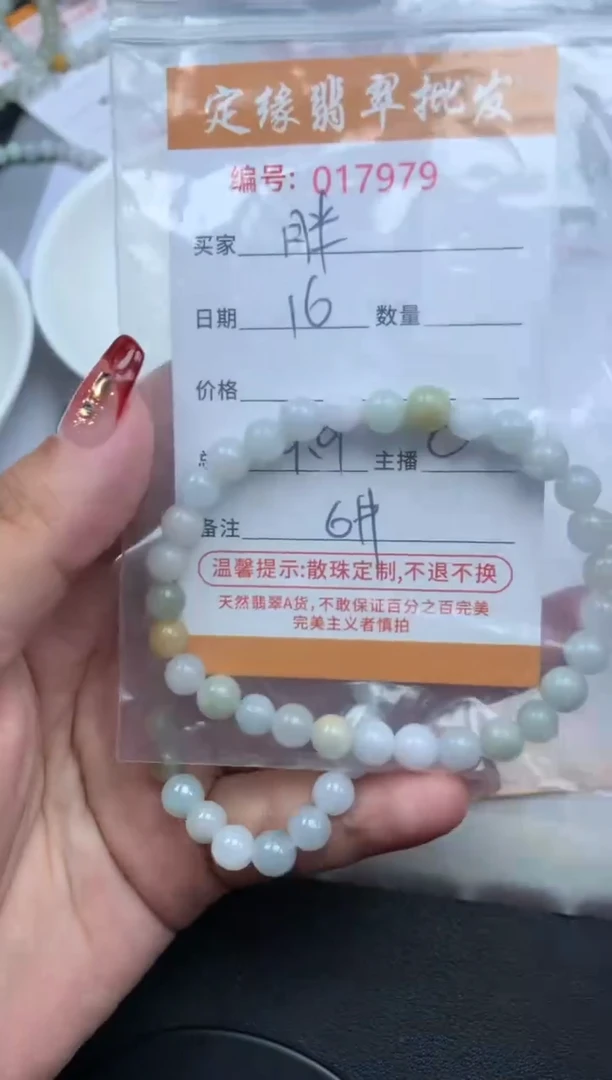 定缘翡翠批发
编号: 017979
买家 胖
日期 16 数量
价格
主播
备注 6#
温馨提示:散珠定制,不退不换
天然翡翠A货,不敢保证百分之百完美
完美主义者慎拍